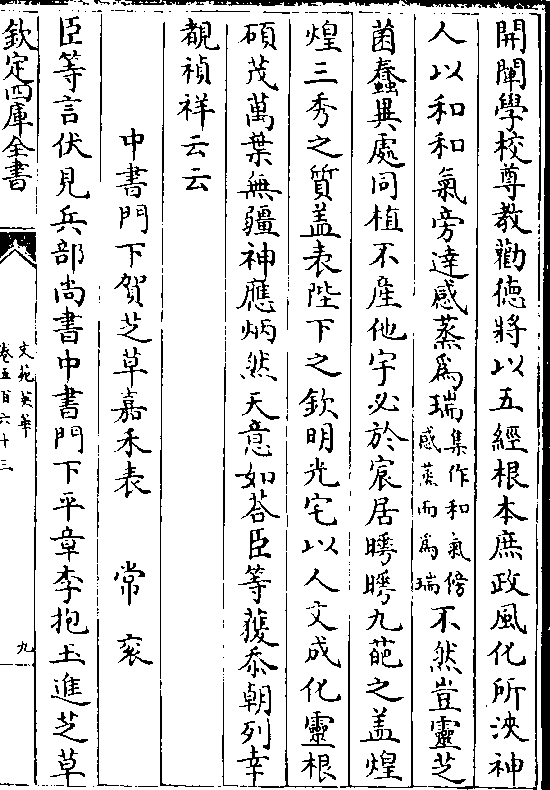 開闡學校尊教勸德將以五經根本庶政風化所浹神
人以和和氣旁達感蒸爲瑞集作和氣傍感蒸而爲瑞不然豈靈芝
菌蠢異處同植不産他宇必於宸居曄曄九葩之盖煌
煌三秀之質盖表陛下之欽明光宅以人文成化靈根
碩茂萬葉無疆神應炳然天意如荅臣等獲忝朝列幸
覩禎祥云云
中書門下賀芝草嘉禾表 常衮
臣等言伏見兵部尚書中書門下平章李抱玉進芝草
欽定四庫全書
文苑英華
卷五百六十三
九